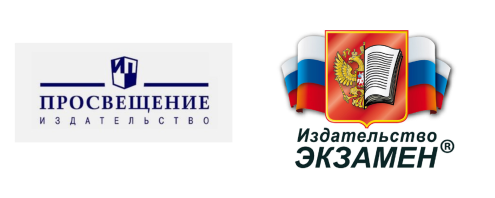 ИП
ПРОСВЕЩЕНИЕ
ИЗДАТЕЛЬСТВО
Издательство
ЭКЗАМЕН®